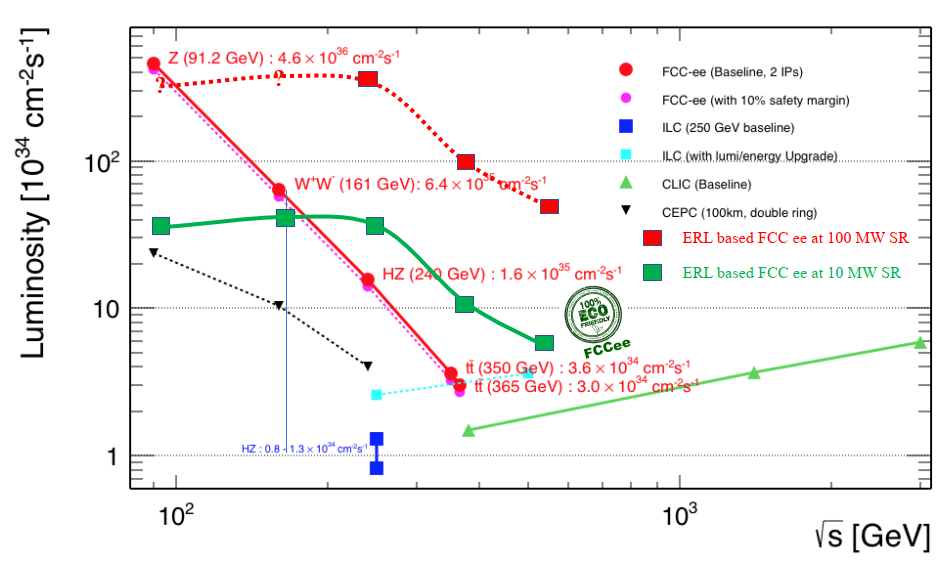 Luminosity [10³⁴ cm⁻²s⁻¹]
10²
10
1
10²
10³
√s [GeV]
Z (91.2 GeV) : 4.6 × 10³⁶ cm⁻²s⁻¹
?
?
W⁺W⁻ (161 GeV): 6.4 × 10³⁵ cm⁻²s⁻¹
HZ (240 GeV) : 1.6 × 10³⁵ cm⁻²s⁻¹
tt̄ (350 GeV) : 3.6 × 10³⁴ cm⁻²s⁻¹
tt̄ (365 GeV) : 3.0 × 10³⁴ cm⁻²s⁻¹
HZ : 0.8 - 1.3 × 10³⁴ cm⁻²s⁻¹
FCC-ee (Baseline, 2 IPs)
FCC-ee (with 10% safety margin)
ILC (250 GeV baseline)
ILC (with lumi/energy Upgrade)
CLIC (Baseline)
CEPC (100km, double ring)
ERL based FCC ee at 100 MW SR
ERL based FCC ee at 10 MW SR
100%
ECO
FRIENDLY
FCCee